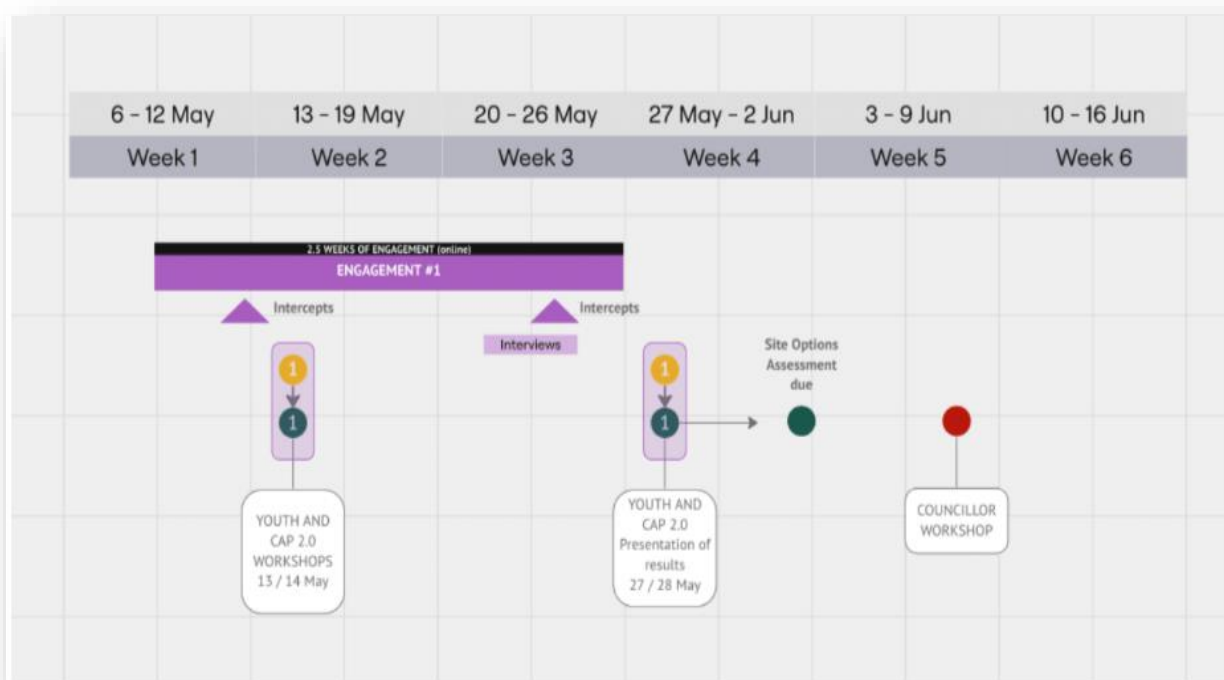 6 – 12 May
13 – 19 May
20 – 26 May
27 May – 2 Jun
3 – 9 Jun
10 – 16 Jun
Week 1
Week 2
Week 3
Week 4
Week 5
Week 6
2.5 WEEKS OF ENGAGEMENT (online)
ENGAGEMENT #1
Intercepts
Intercepts
Interviews
1
1
YOUTH AND
CAP 2.0
WORKSHOPS
13 / 14 May
1
1
YOUTH AND
CAP 2.0
Presentation of
results
27 / 28 May
Site Options
Assessment
due
COUNCILLOR
WORKSHOP